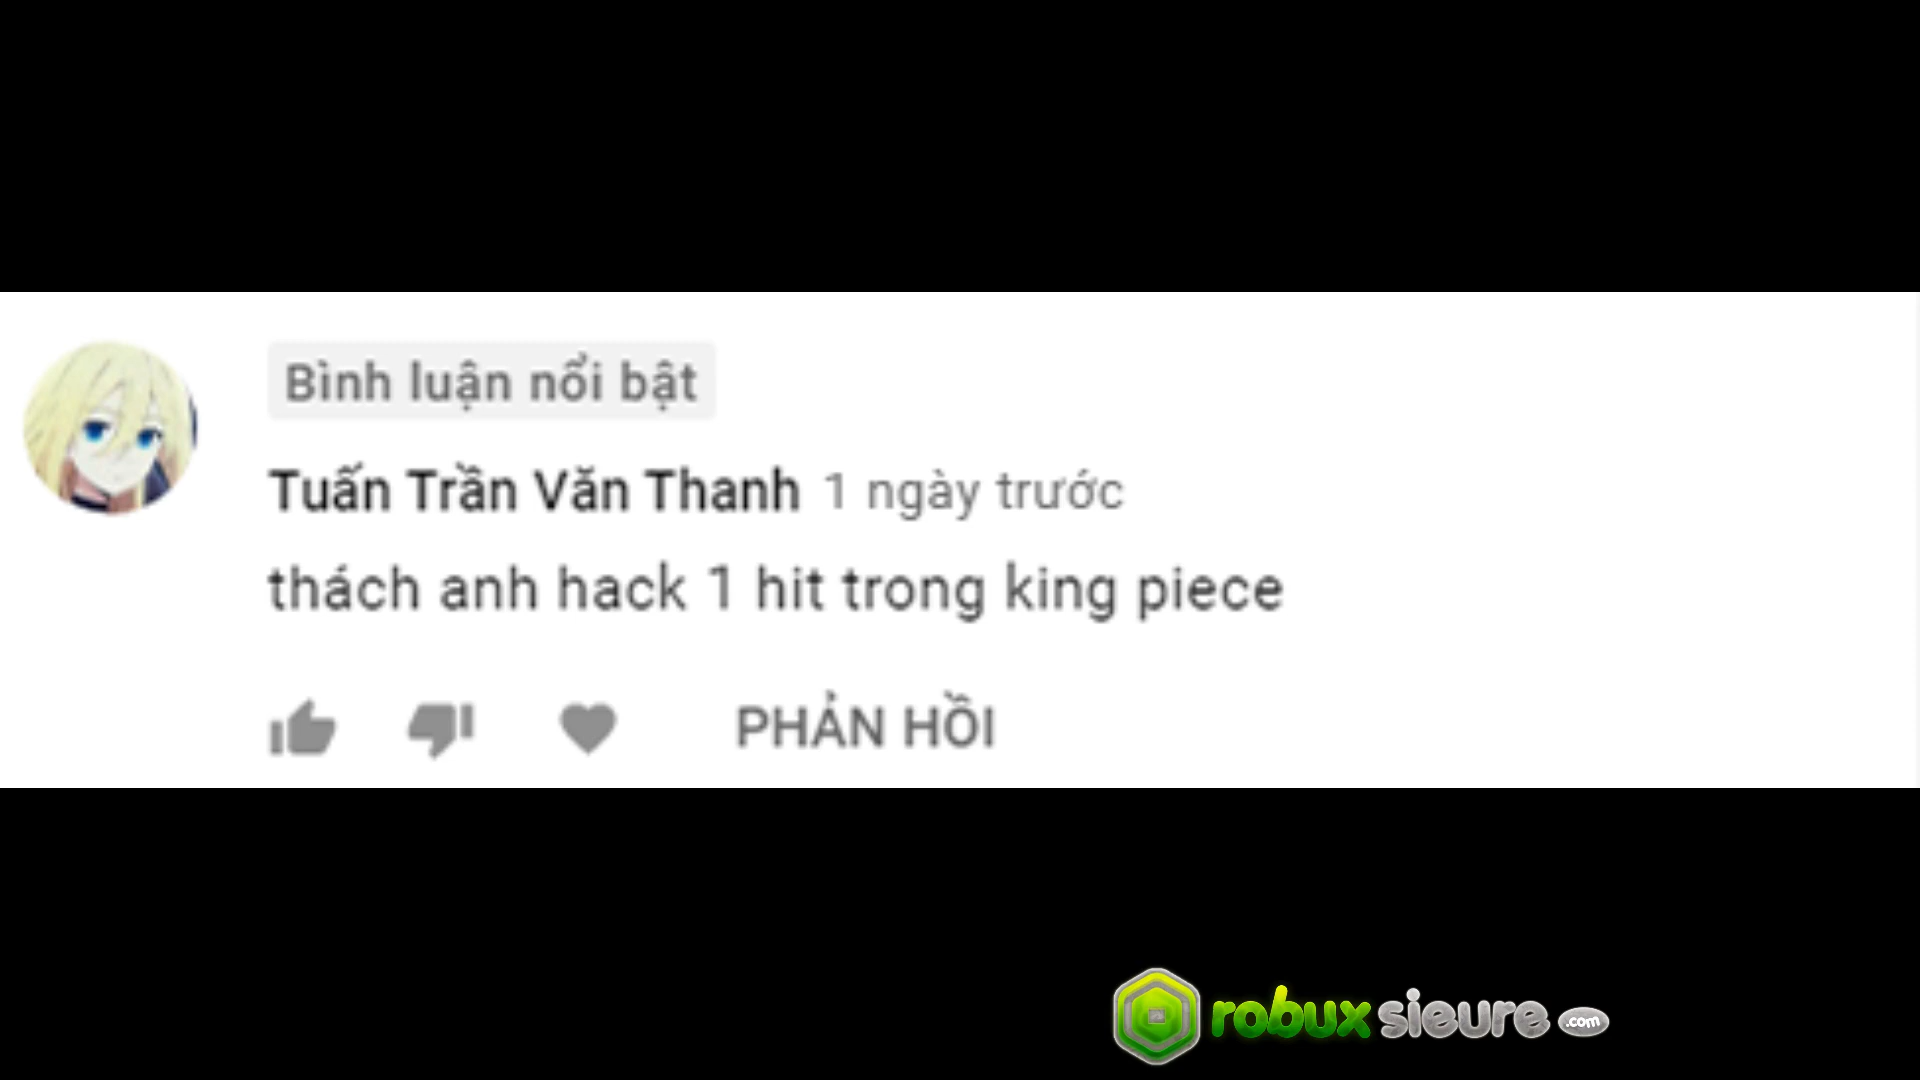 Bình luận nổi bật
Tuấn Trần Văn Thanh 1 ngày trước
thách anh hack 1 hit trong king piece
PHẢN HỒI
robuxsieure.com